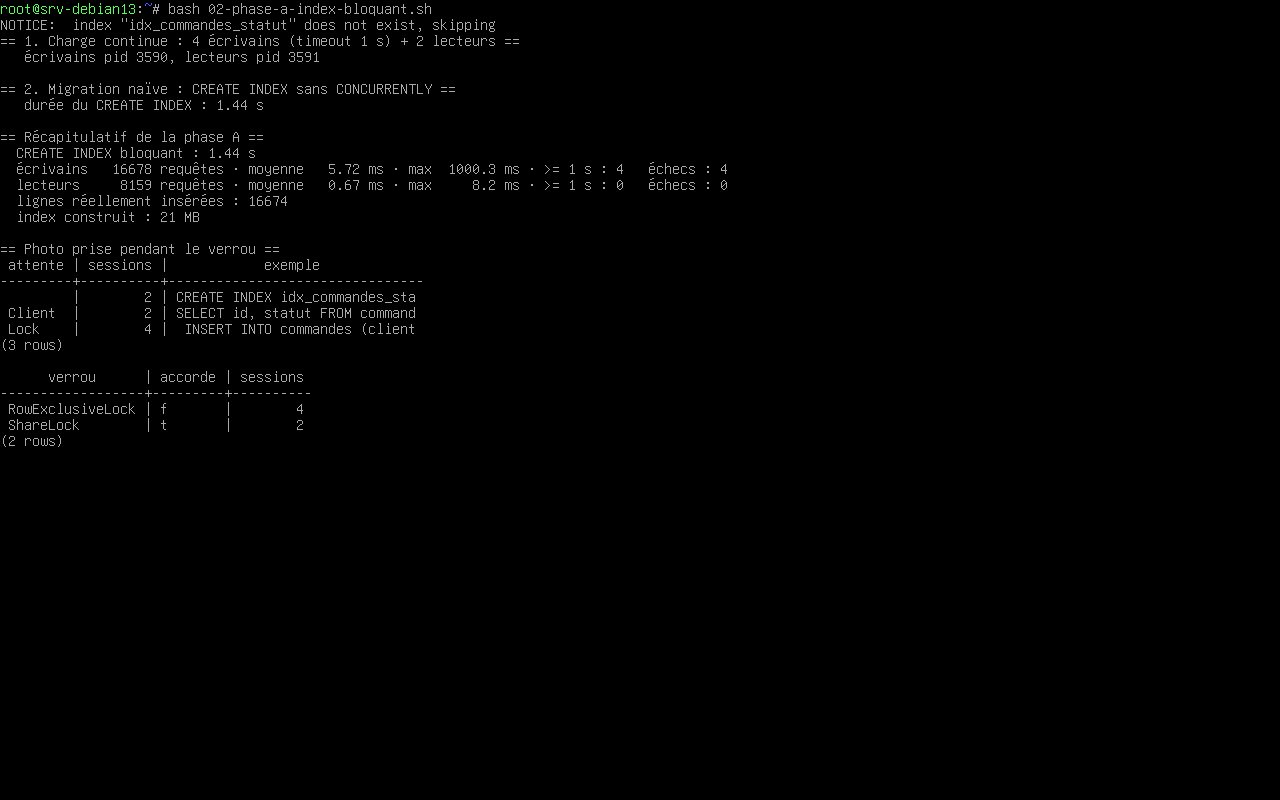 root@srv-debian13:~# bash 02-phase-a-index-bloquant.sh
NOTICE:  index "idx_commandes_statut" does not exist, skipping
== 1. Charge continue : 4 écrivains (timeout 1 s) + 2 lecteurs ==
   écrivains pid 3590, lecteurs pid 3591

== 2. Migration naïve : CREATE INDEX sans CONCURRENTLY ==
   durée du CREATE INDEX : 1.44 s

== Récapitulatif de la phase A ==
  CREATE INDEX bloquant : 1.44 s
  écrivains   16678 requêtes · moyenne   5.72 ms · max  1000.3 ms · >= 1 s : 4   échecs : 4
  lecteurs     8159 requêtes · moyenne   0.67 ms · max     8.2 ms · >= 1 s : 0   échecs : 0
  lignes réellement insérées : 16674
  index construit : 21 MB

== Photo prise pendant le verrou ==
 attente | sessions |            exemple
---------+----------+--------------------------------
         |        2 | CREATE INDEX idx_commandes_sta
 Client  |        2 | SELECT id, statut FROM command
 Lock    |        4 |  INSERT INTO commandes (client
(3 rows)

      verrou      | accorde | sessions
------------------+---------+----------
 RowExclusiveLock | f       |        4
 ShareLock        | t       |        2
(2 rows)